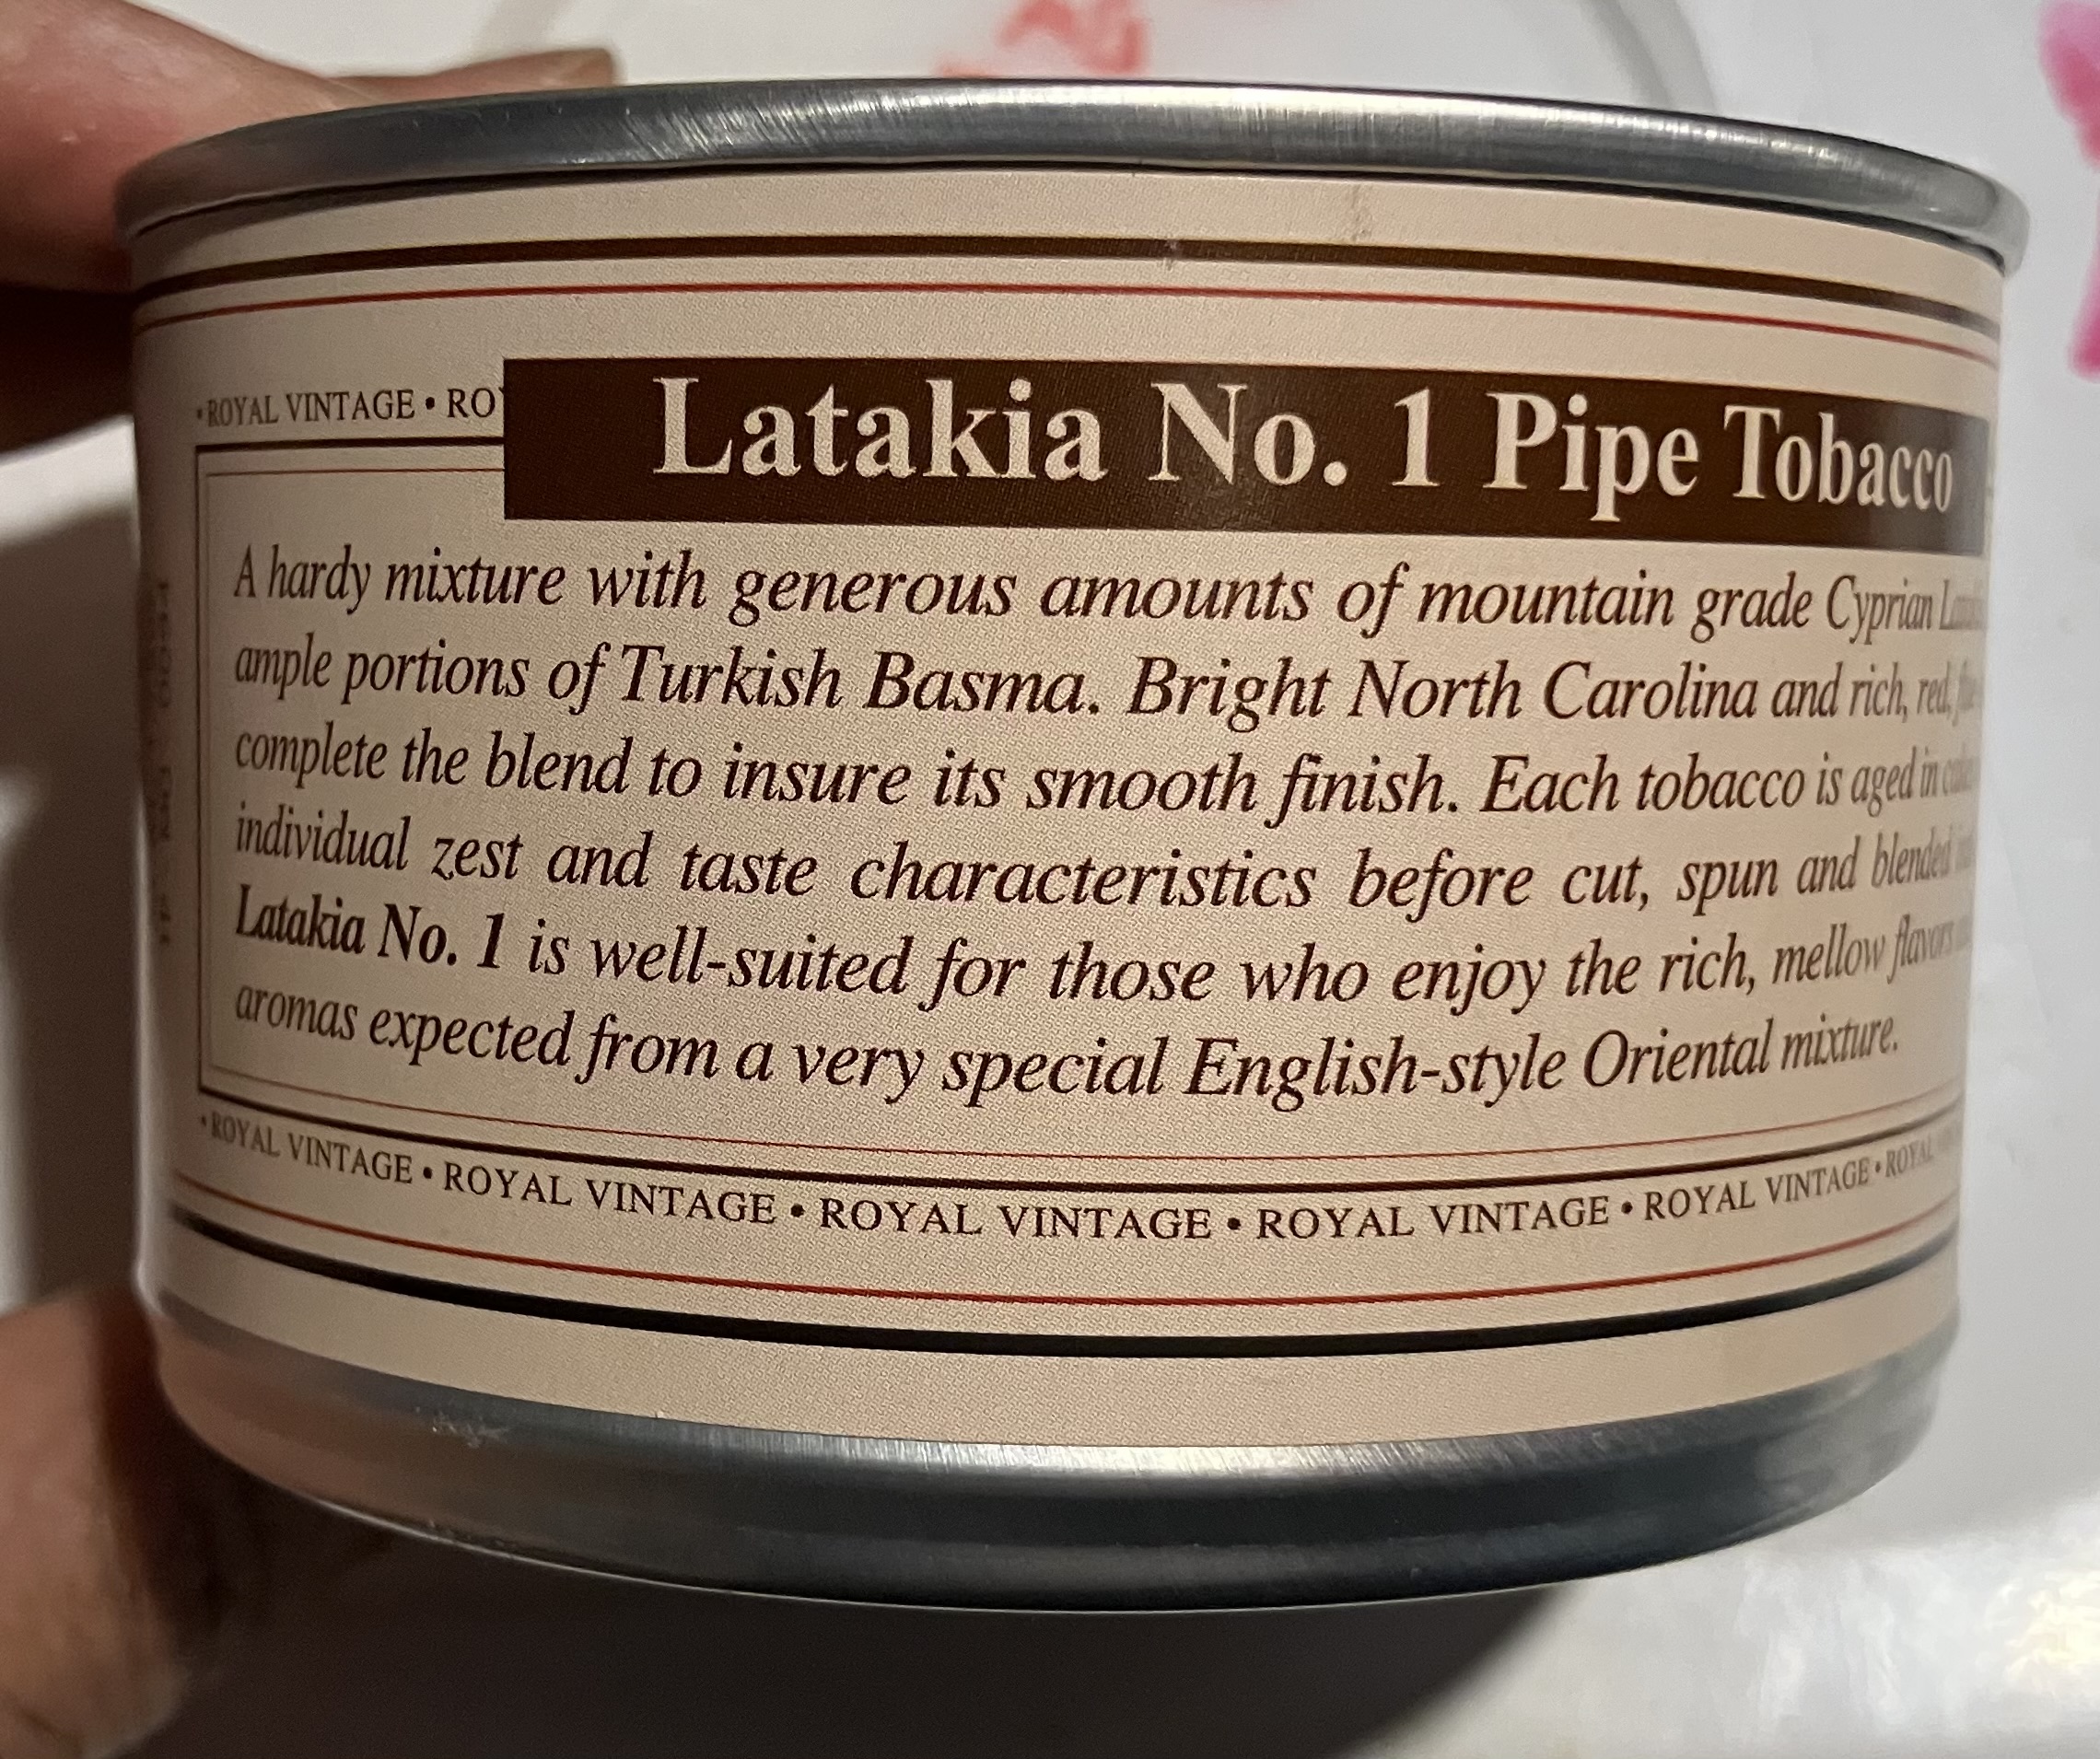 • ROYAL VINTAGE • RO
Latakia No. 1 Pipe Tobacco
A hardy mixture with generous amounts of mountain grade Cyprian
ample portions of Turkish Basma. Bright North Carolina and rich, red,
complete the blend to insure its smooth finish. Each tobacco is aged in
individual zest and taste characteristics before cut, spun and blended
Latakia No. 1 is well-suited for those who enjoy the rich, mellow flavors
aromas expected from a very special English-style Oriental mixture.
• ROYAL VINTAGE • ROYAL VINTAGE • ROYAL VINTAGE • ROYAL VINTAGE • ROYAL VINTAGE • ROYAL